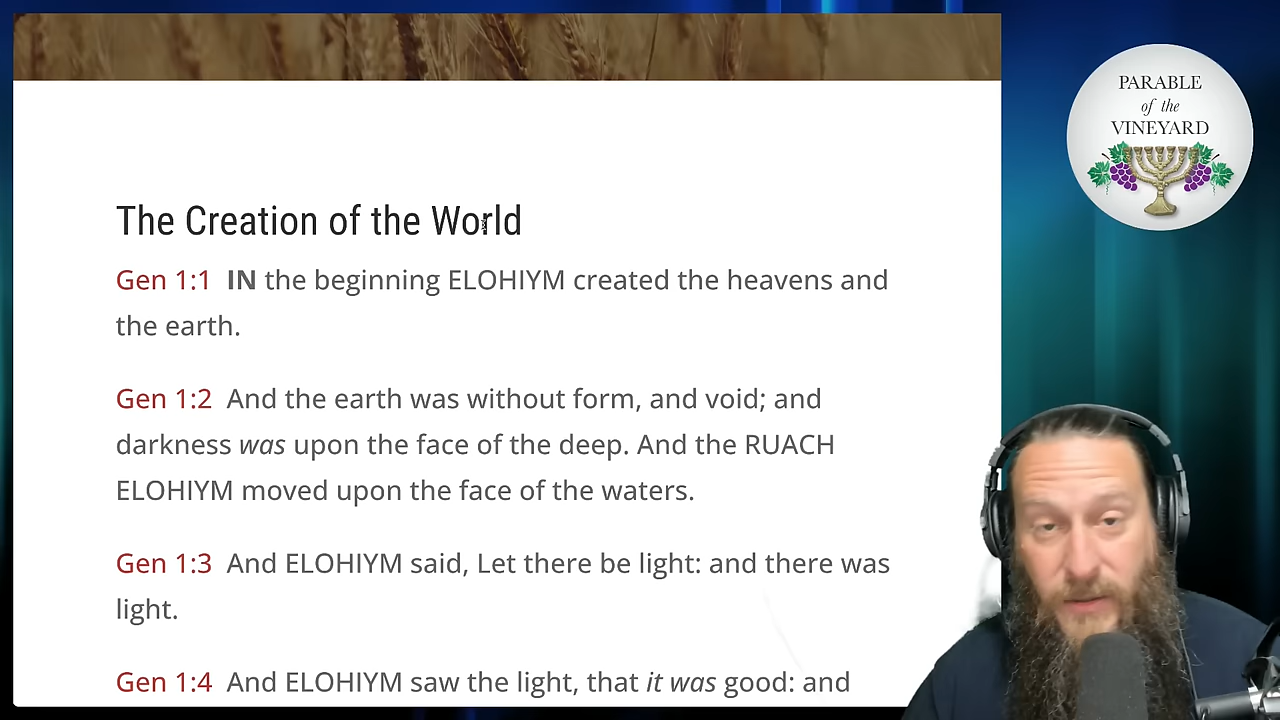 PARABLE
of the
VINEYARD
The Creation of the World
Gen 1:1 IN the beginning ELOHIYM created the heavens and
the earth.
Gen 1:2 And the earth was without form, and void; and
darkness was upon the face of the deep. And the RUACH
ELOHIYM moved upon the face of the waters.
Gen 1:3 And ELOHIYM said, Let there be light: and there was
light.
Gen 1:4 And ELOHIYM saw the light, that it was good: and